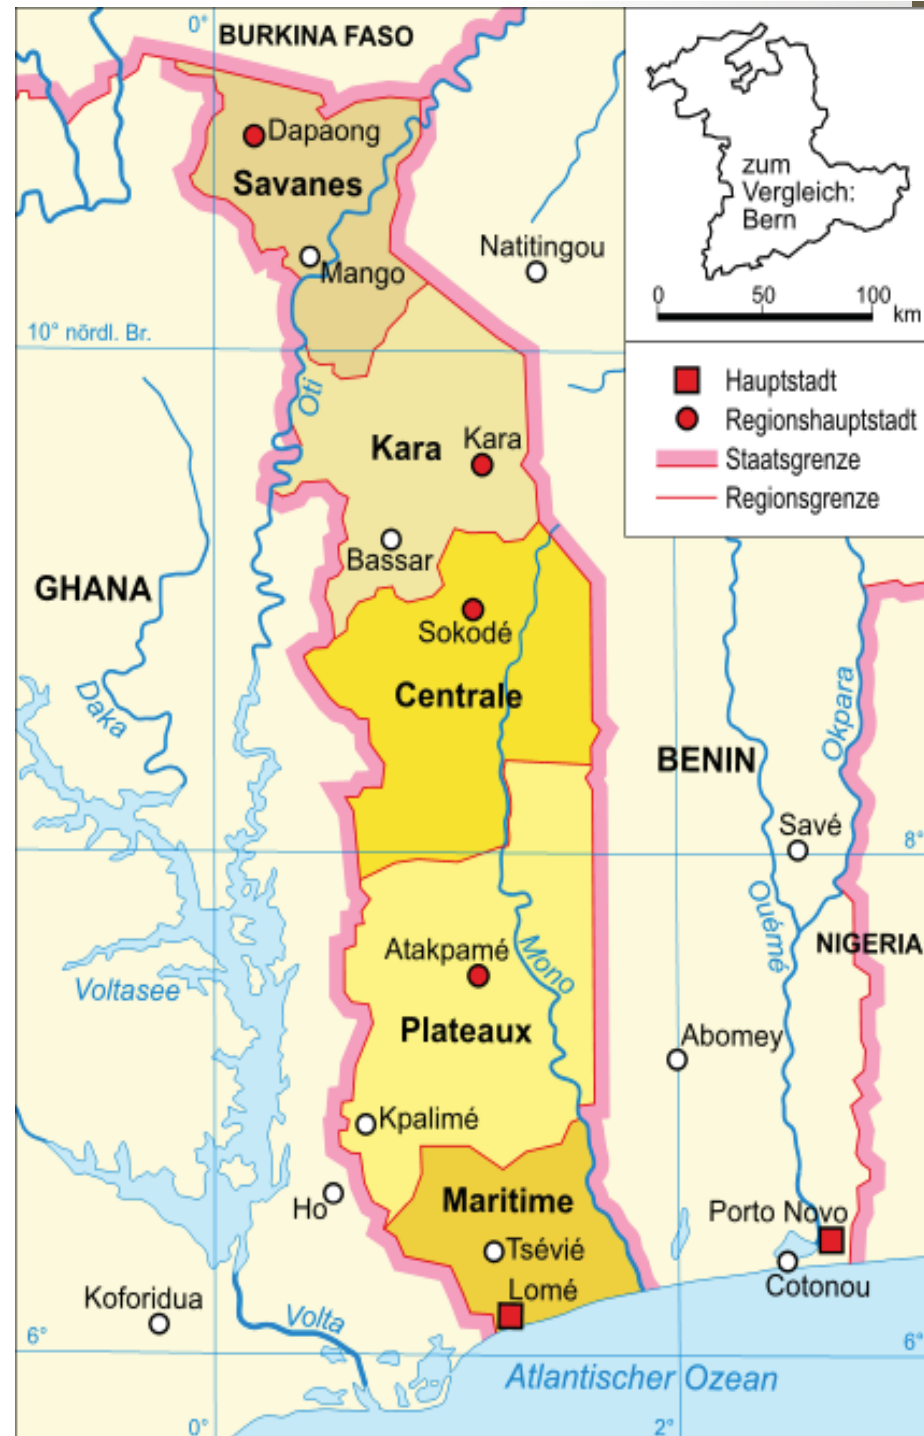 0°
BURKINA FASO
Dapaong
Savanes
Mango
Natitingou
zum
Vergleich:
Bern
0 50 100
km
10° nördl. Br.
Oti
Hauptstadt
Regionshauptstadt
Staatsgrenze
Regionsgrenze
Kara
Kara
Bassar
GHANA
Sokodé
Daka
Centrale
Okpara
BENIN
Savé
8°
Ouémé
NIGERIA
Atakpamé
Mono
Voltasee
Plateaux
Abomey
Kpalimé
Ho
Maritime
Porto Novo
Tsévié
Cotonou
Lomé
Koforidua
Volta
6°
6°
Atlantischer Ozean
0°
2°